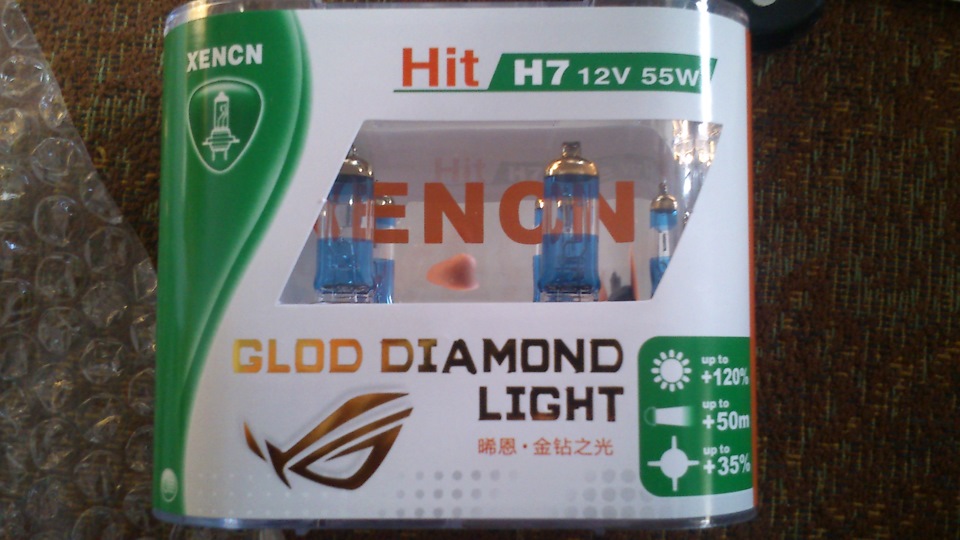 XENCN
Hit H7 12V 55W
Hit
XENCN
GLOD DIAMOND
LIGHT
晞恩·金钻之光
up to
+120%
up to
+50m
up to
+35%